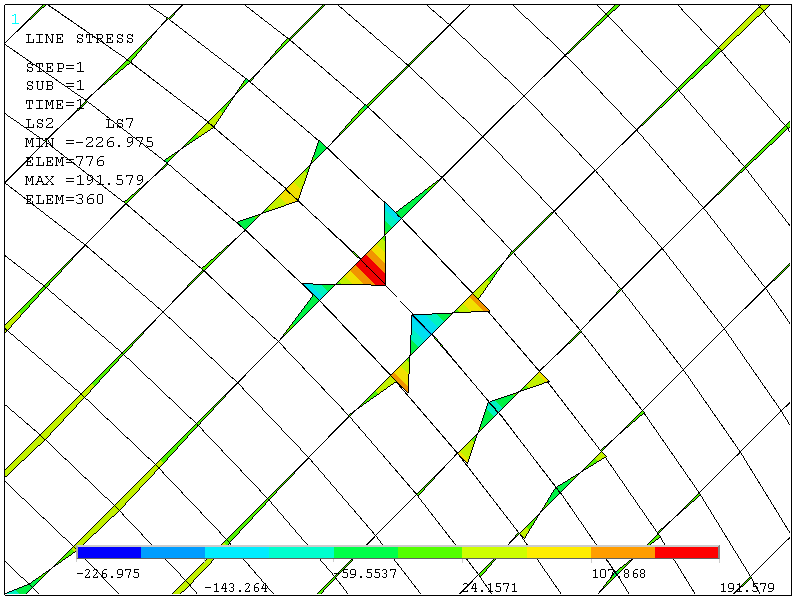 1
LINE STRESS
STEP=1
SUB =1
TIME=1
LS2 LS7
MIN =-226.975
ELEM=776
MAX =191.579
ELEM=360
-226.975 -59.5537 107.868
-143.264 24.1571 191.579